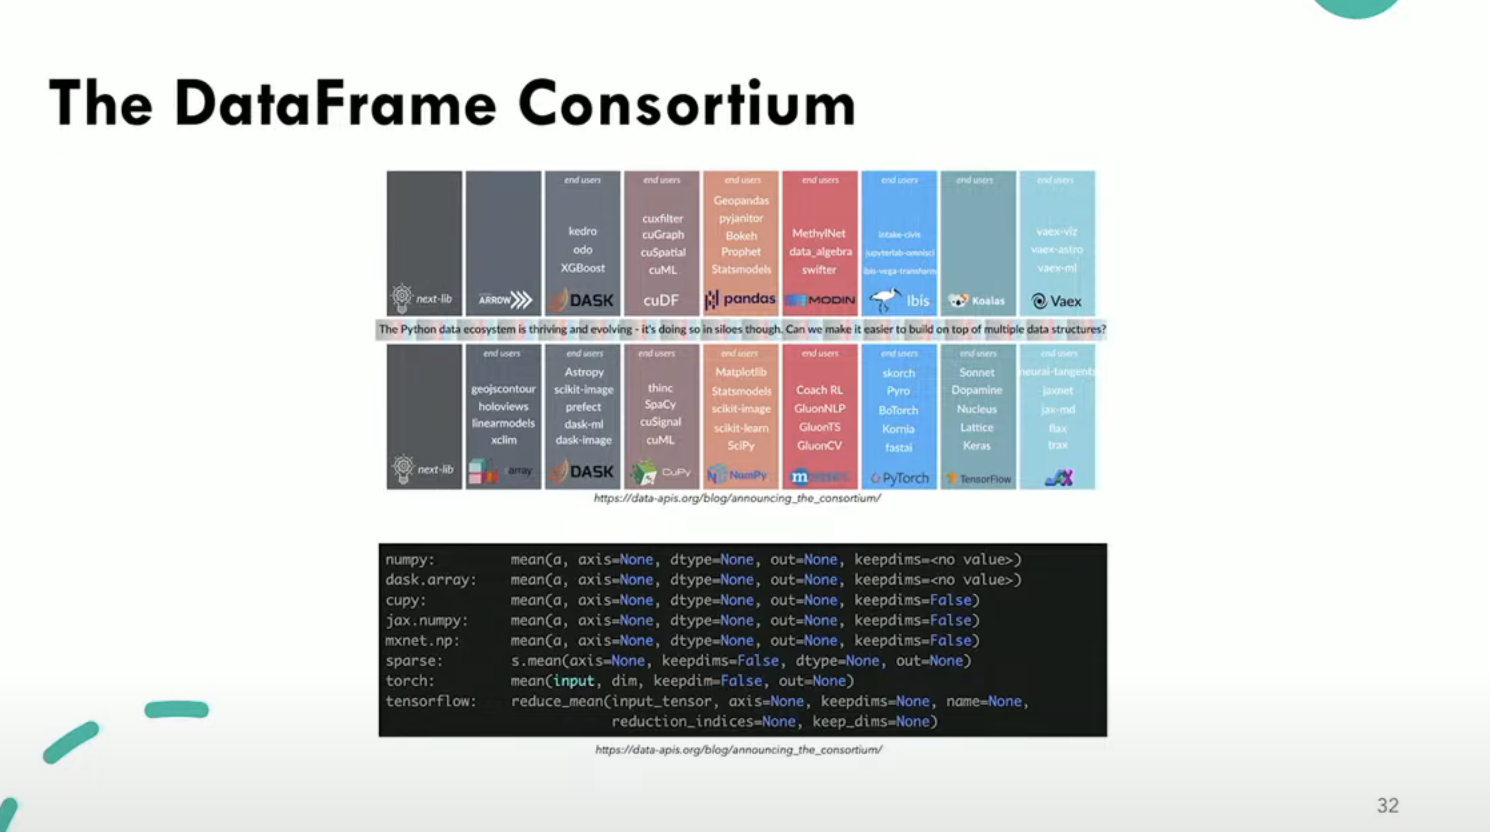 The DataFrame Consortium
end users end users end users end users end users end users end users
kedro
odo
XGBoost
cuxfilter
cuGraph
cuSpatial
cuML
Geopandas
pyjanitor
Bokeh
Prophet
Statsmodels
MethylNet
data_algebra
swifter
intake-civis
jupyterlab-omnisci
ibis-vega-transform
vaex-viz
vaex-astro
vaex-ml
next-lib ARROW DASK cuDF pandas MODIN Ibis Koalas Vaex
The Python data ecosystem is thriving and evolving - it's doing so in siloes though. Can we make it easier to build on top of multiple data structures?
end users end users end users end users end users end users end users end users
geojscontour
holoviews
linearmodels
xclim
Astropy
scikit-image
prefect
dask-ml
dask-image
thinc
SpaCy
cuSignal
cuML
Matplotlib
Statsmodels
scikit-image
scikit-learn
SciPy
Coach RL
GluonNLP
GluonTS
GluonCV
skorch
Pyro
BoTorch
Kornia
fastai
Sonnet
Dopamine
Nucleus
Lattice
Keras
neural-tangents
jaxnet
jax-md
flax
trax
next-lib array DASK CuPy NumPy PyTorch TensorFlow JAX
https://data-apis.org/blog/announcing_the_consortium/
numpy: mean(a, axis=None, dtype=None, out=None, keepdims=<no value>)
dask.array: mean(a, axis=None, dtype=None, out=None, keepdims=<no value>)
cupy: mean(a, axis=None, dtype=None, out=None, keepdims=False)
jax.numpy: mean(a, axis=None, dtype=None, out=None, keepdims=False)
mxnet.np: mean(a, axis=None, dtype=None, out=None, keepdims=False)
sparse: s.mean(axis=None, keepdims=False, dtype=None, out=None)
torch: mean(input, dim, keepdim=False, out=None)
tensorflow: reduce_mean(input_tensor, axis=None, keepdims=None, name=None,
reduction_indices=None, keep_dims=None)
https://data-apis.org/blog/announcing_the_consortium/
32